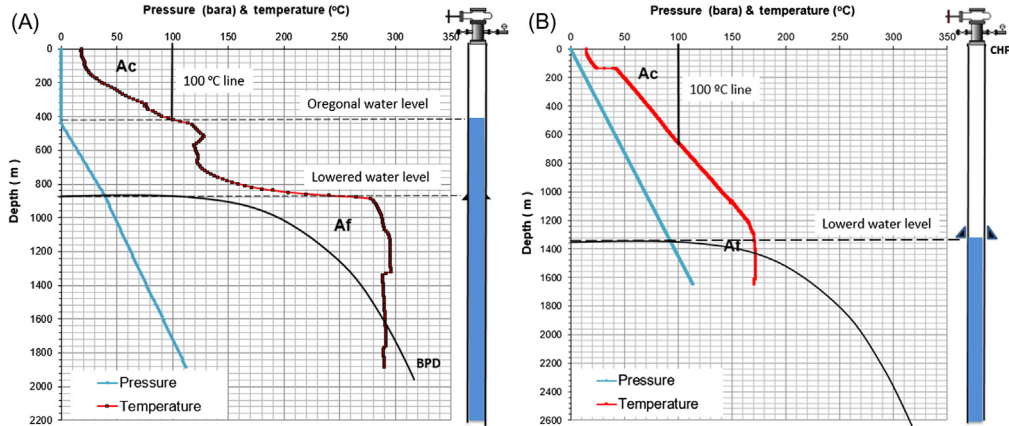 (A)
Pressure (bara) & temperature (ºC)
0 50 100 150 200 250 300 350
0
200
400
600
800
1000
1200
1400
1600
1800
2000
2200
Depth ( m )
Ac
100 ºC line
Oregonal water level
Lowered water level
Af
BPD
Pressure
Temperature
(B)
Pressure (bara) & temperature (ºC)
0 50 100 150 200 250 300 350
0
200
400
600
800
1000
1200
1400
1600
1800
2000
2200
2400
2600
Depth ( m )
Ac
100 ºC line
CHP
Lowerd water level
Af
Pressure
Temperature